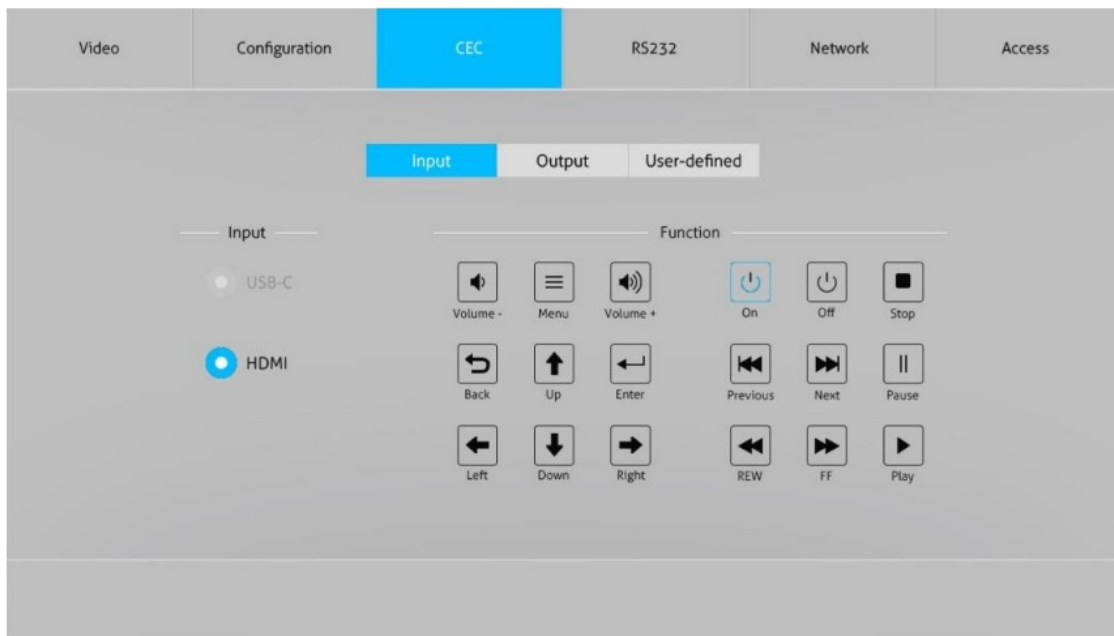 Video Configuration CEC RS232 Network Access
Input Output User-defined
Input Function
USB-C
Volume - Menu Volume + On Off Stop
HDMI
Back Up Enter Previous Next Pause
Left Down Right REW FF Play